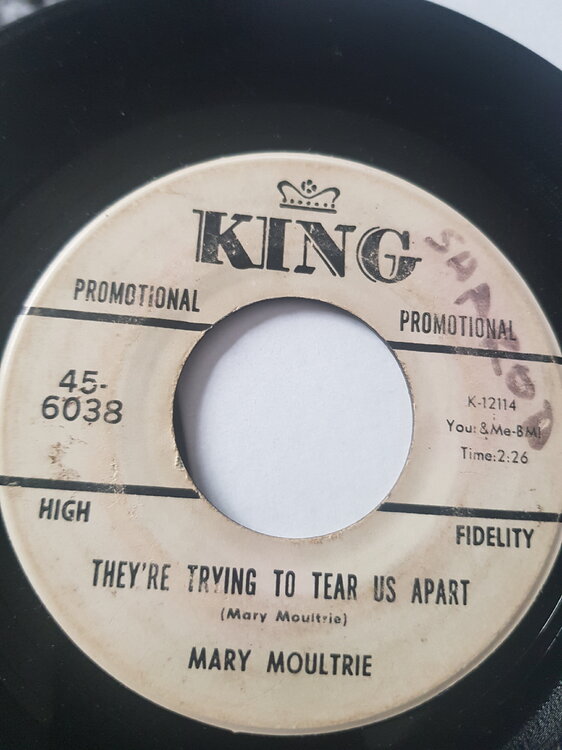 KING
PROMOTIONAL
PROMOTIONAL
45-
6038
K-12114
You:&Me-BMI
Time:2:26
HIGH
FIDELITY
THEY'RE TRYING TO TEAR US APART
(Mary Moultrie)
MARY MOULTRIE